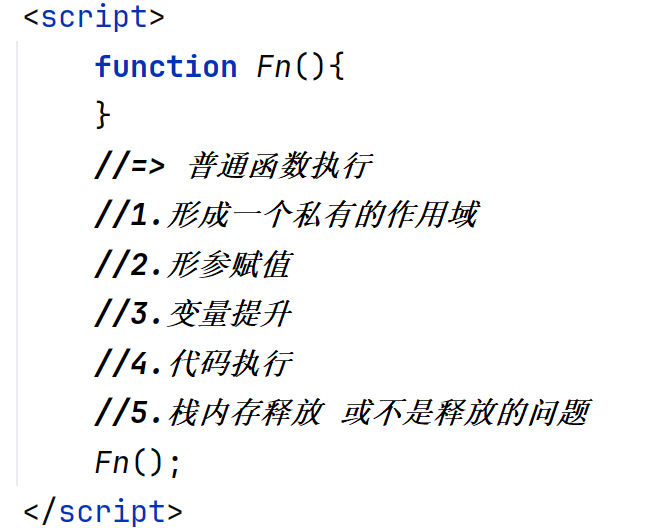 <script>
function Fn(){
}
//=> 普通函数执行
//1.形成一个私有的作用域
//2.形参赋值
//3.变量提升
//4.代码执行
//5.栈内存释放 或不是释放的问题
Fn();
</script>